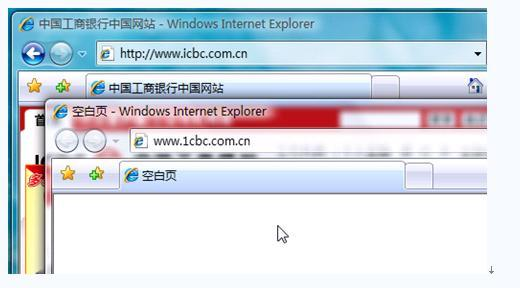 中国工商银行中国网站 - Windows Internet Explorer
http://www.icbc.com.cn
中国工商银行中国网站
空白页 - Windows Internet Explorer
www.1cbc.com.cn
空白页